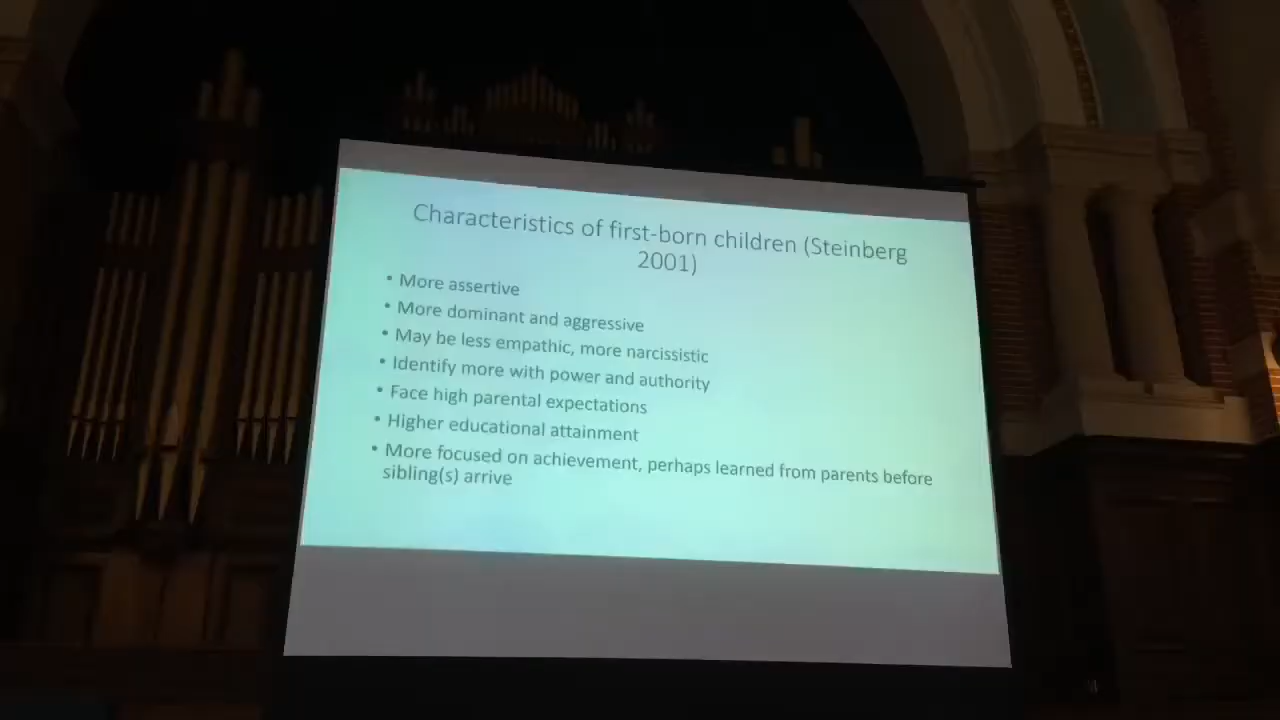 Characteristics of first-born children (Steinberg
2001)
• More assertive
• More dominant and aggressive
• May be less empathic, more narcissistic
• Identify more with power and authority
• Face high parental expectations
• Higher educational attainment
• More focused on achievement, perhaps learned from parents before
sibling(s) arrive